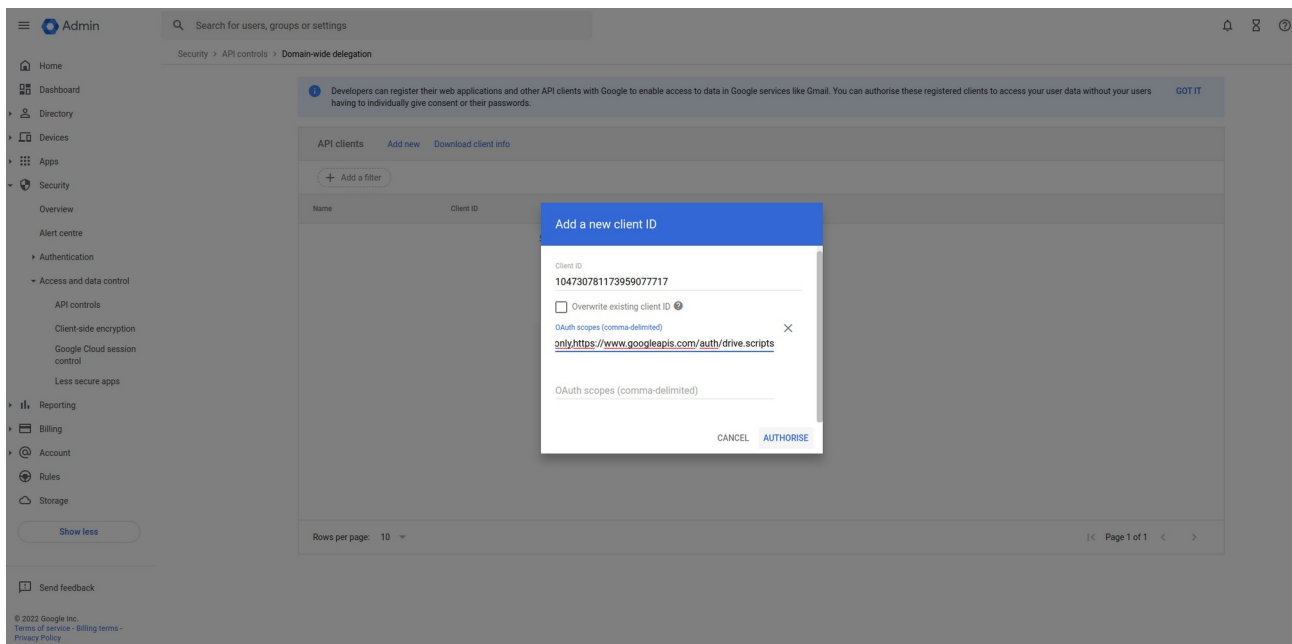 Admin
Search for users, groups or settings
Security > API controls > Domain-wide delegation
Home
Dashboard
Directory
Devices
Apps
Security
Overview
Alert centre
Authentication
Access and data control
API controls
Client-side encryption
Google Cloud session
control
Less secure apps
Reporting
Billing
Account
Rules
Storage
Show less
Send feedback
© 2022 Google Inc.
Terms of service - Billing terms -
Privacy Policy
Developers can register their web applications and other API clients with Google to enable access to data in Google services like Gmail. You can authorise these registered clients to access your user data without your users
having to individually give consent or their passwords.
GOT IT
API clients Add new Download client info
+ Add a filter
Name Client ID
Add a new client ID
Client ID
104730781173959077717
Overwrite existing client ID
OAuth scopes (comma-delimited)
only,https://www.googleapis.com/auth/drive.scripts
OAuth scopes (comma-delimited)
CANCEL AUTHORISE
Rows per page: 10
Page 1 of 1